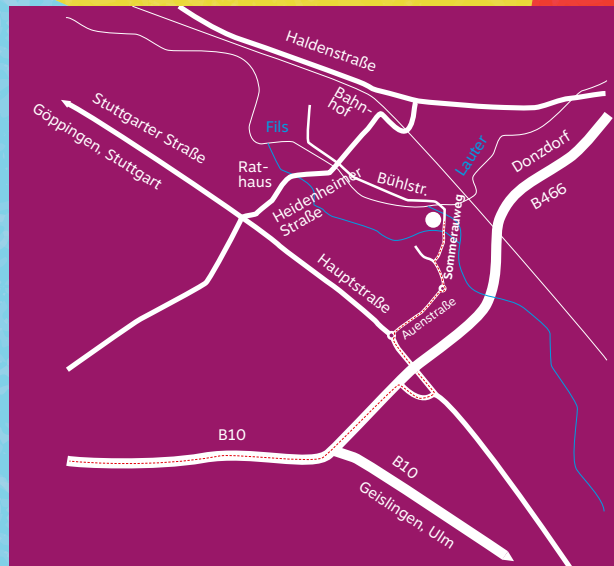 Haldenstraße
Bahn-
hof
Stuttgarter Straße
Göppingen, Stuttgart
Fils
Lauter
Donzdorf
B466
Rat-
haus
Bühlstr.
Heidenheimer
Straße
Sommerauweg
Hauptstraße
Auenstraße
B10
B10
Geislingen, Ulm